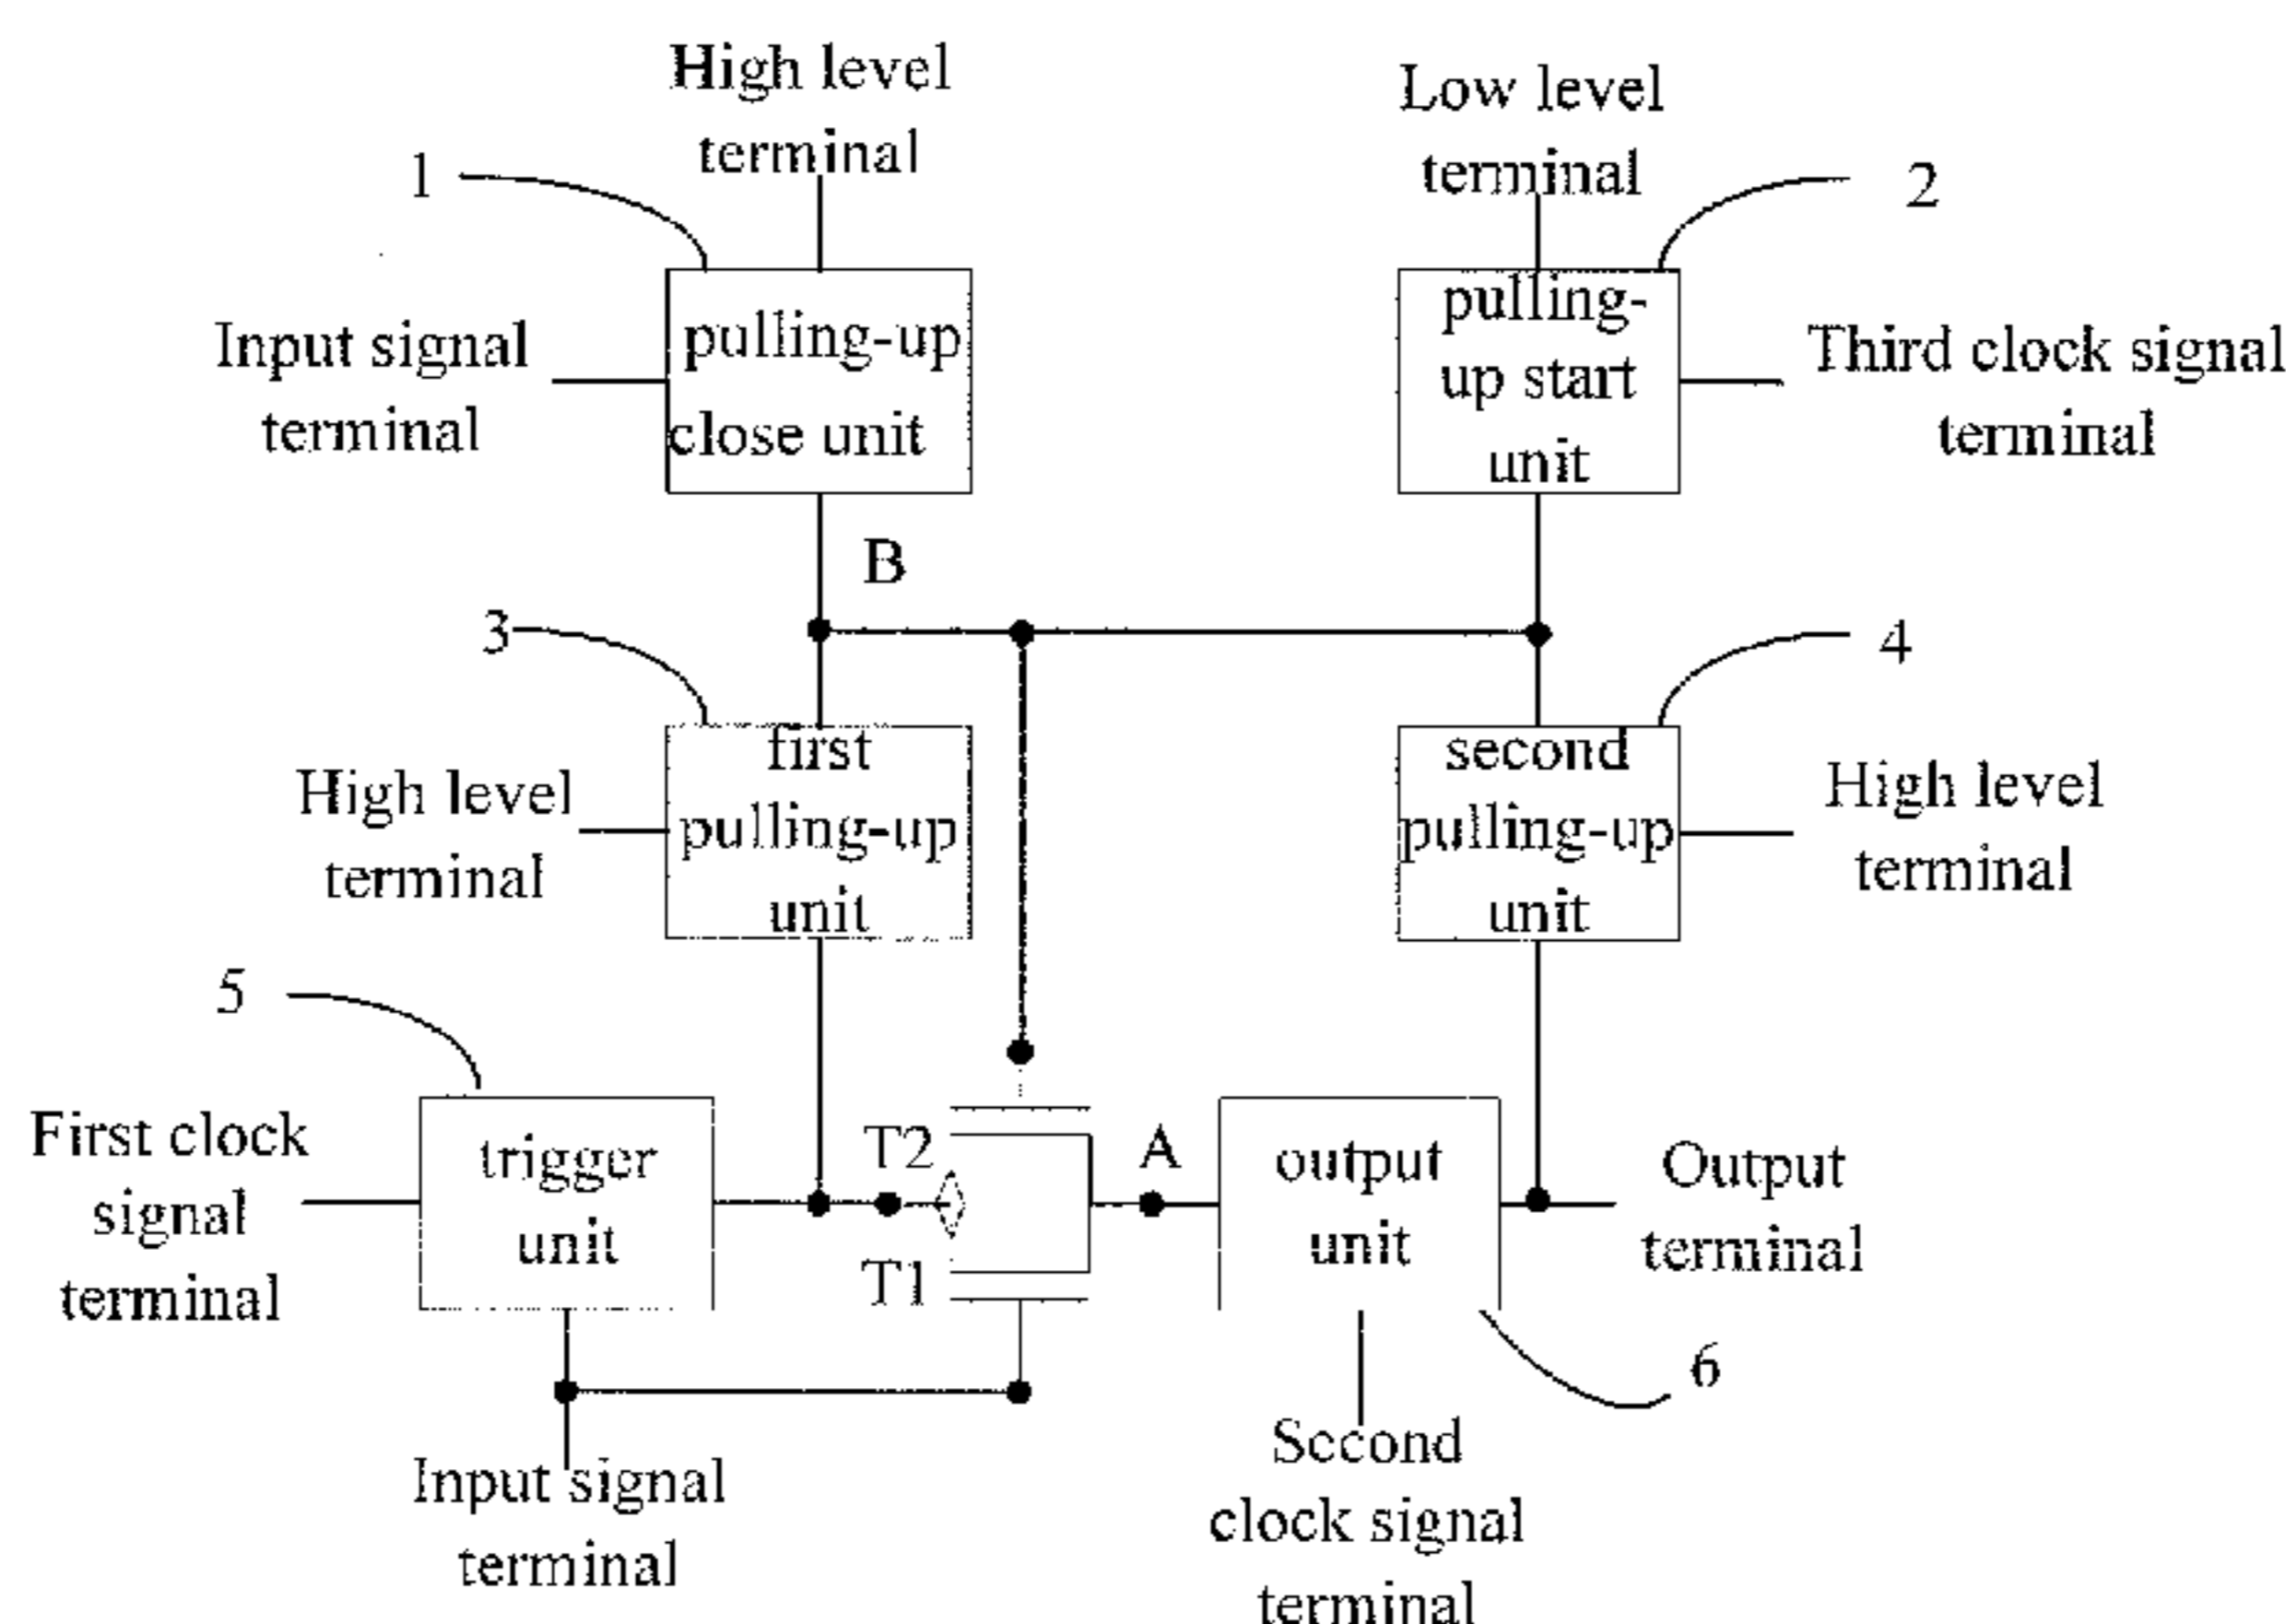 High level
terminal
Low level
terminal
1
2
Input signal
terminal
pulling-up
close unit
pulling-
up start
unit
Third clock signal
terminal
B
3
4
High level
terminal
first
pulling-up
unit
second
pulling-up
unit
High level
terminal
5
First clock
signal
terminal
trigger
unit
T2
T1
A
output
unit
Output
terminal
6
Input signal
terminal
Second
clock signal
terminal